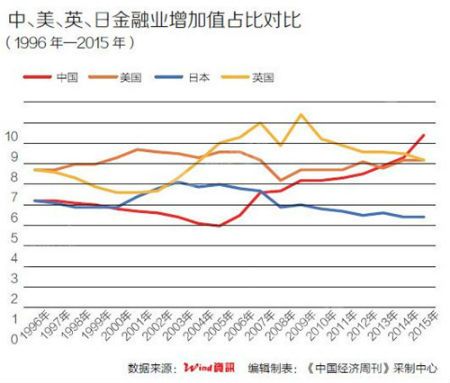 中、美、英、日金融业增加值占比对比
（1996年—2015年）
中国 美国 日本 英国
10
9
8
7
6
5
4
3
2
1
0
1996年 1997年 1998年 1999年 2000年 2001年 2002年 2003年 2004年 2005年 2006年 2007年 2008年 2009年 2010年 2011年 2012年 2013年 2014年 2015年
数据来源：Wind资讯 编辑制表：《中国经济周刊》采制中心